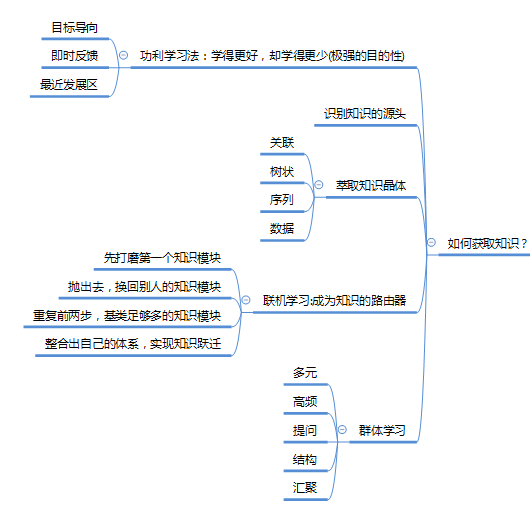 目标导向
即时反馈
最近发展区
功利学习法：学得更好，却学得更少(极强的目的性)
识别知识的源头
关联
树状
序列
数据
萃取知识晶体
如何获取知识？
先打磨第一个知识模块
抛出去，换回别人的知识模块
重复前两步，基类足够多的知识模块
整合出自己的体系，实现知识跃迁
联机学习:成为知识的路由器
多元
高频
提问
结构
汇聚
群体学习